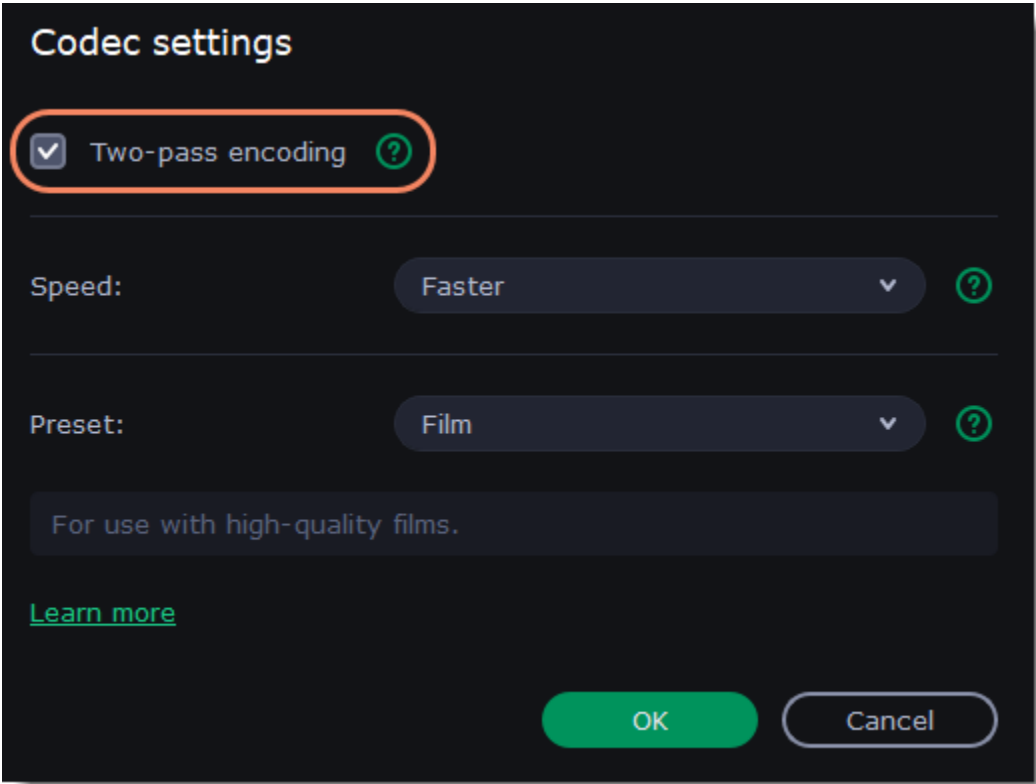 Codec settings
Two-pass encoding ?
Speed: Faster ?
Preset: Film ?
For use with high-quality films.
Learn more
OK Cancel